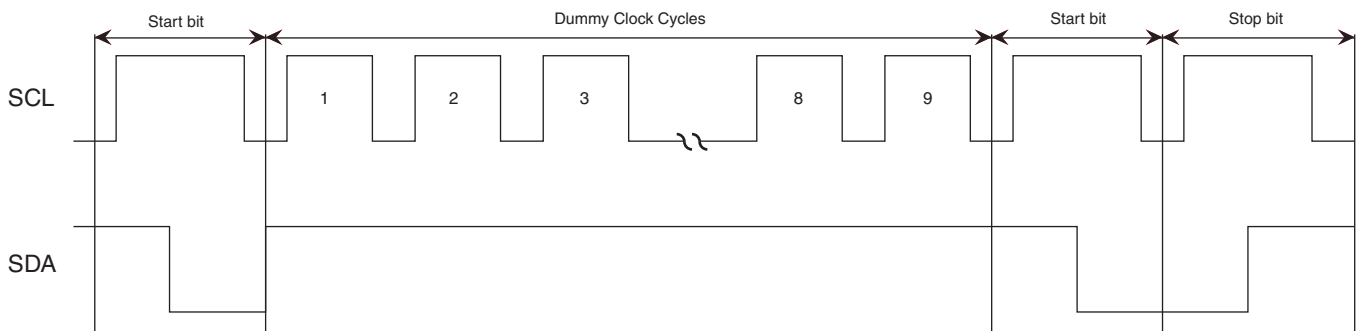 Start bit Dummy Clock Cycles Start bit Stop bit
SCL 1 2 3 8 9
SDA